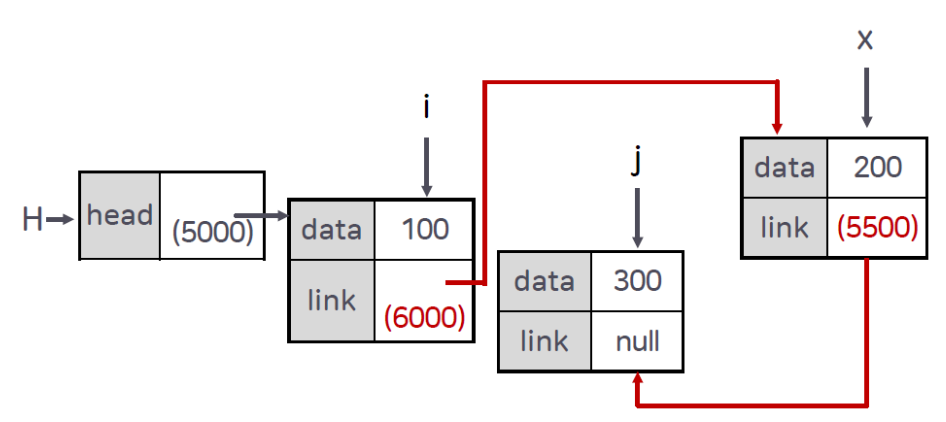 H
head
(5000)
i
data 100
link
(6000)
j
data 300
link null
x
data 200
link (5500)